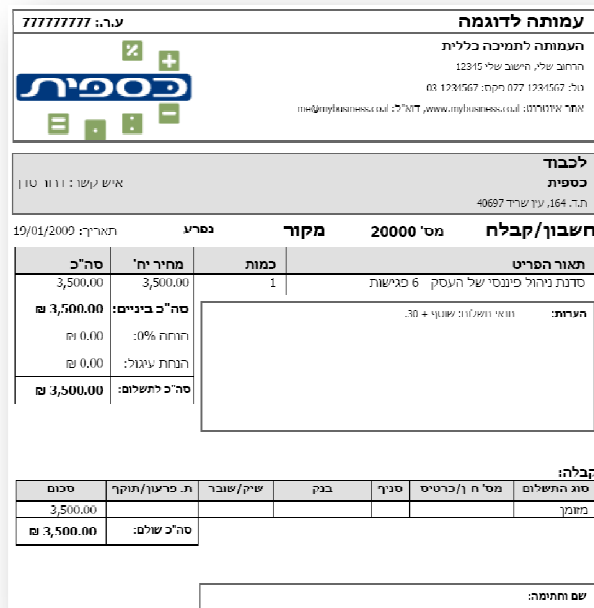 עמותה לדוגמה
ע.ר.: 777777777
העמותה לתמיכה כללית
הרחוב שלי, הישוב שלי 12345
טל: 077 1234567 פקס: 03 1234567
אתר אינטרנט: www.mybusiness.co.il, דוא"ל: me@mybusiness.co.il
כספית
לכבוד
כספית
איש קשר: דרור סדן
ת.ד. 164, עין שריד 40697
חשבון/קבלה מס' 20000 מקור נפרע תאריך: 19/01/2009
תאור הפריט כמות מחיר יח' סה"כ
סדנת ניהול פיננסי של העסק 6 פגישות 1 3,500.00 3,500.00
סה"כ ביניים: 3,500.00 ₪
הנחה 0%: 0.00 ₪
הנחת עיגול: 0.00 ₪
סה"כ לתשלום: 3,500.00 ₪
הערות: תנאי תשלום: שוטף + 30.
קבלה:
סוג התשלום מס' ח ן/כרטיס סניף בנק שיק/שובר ת. פרעון/תוקף סכום
מזומן 3,500.00
סה"כ שולם: 3,500.00 ₪
שם וחתימה: